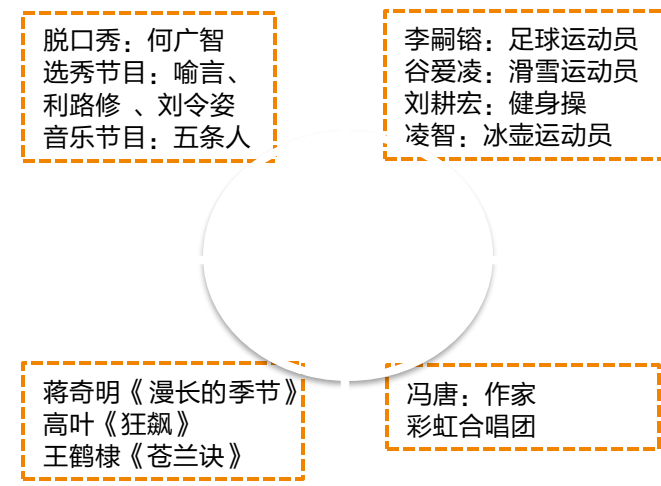 脱口秀：何广智
选秀节目：喻言、
利路修 、刘令姿
音乐节目：五条人
李嗣镕：足球运动员
谷爱凌：滑雪运动员
刘耕宏：健身操
凌智：冰壶运动员
蒋奇明《漫长的季节》
高叶《狂飙》
王鹤棣《苍兰诀》
冯唐：作家
彩虹合唱团